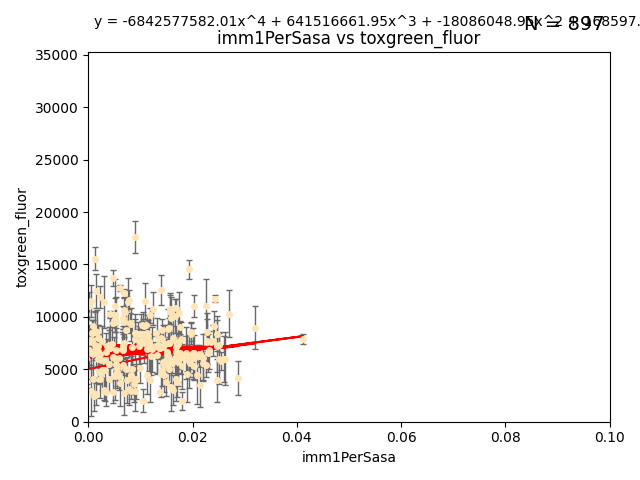 y = -6842577582.01x^4 + 641516661.95x^3 + -18086048.95x^2 +
N = 897
imm1PerSasa vs toxgreen_fluor
35000
30000
25000
20000
15000
10000
5000
0
toxgreen_fluor
0.00 0.02 0.04 0.06 0.08 0.10
imm1PerSasa